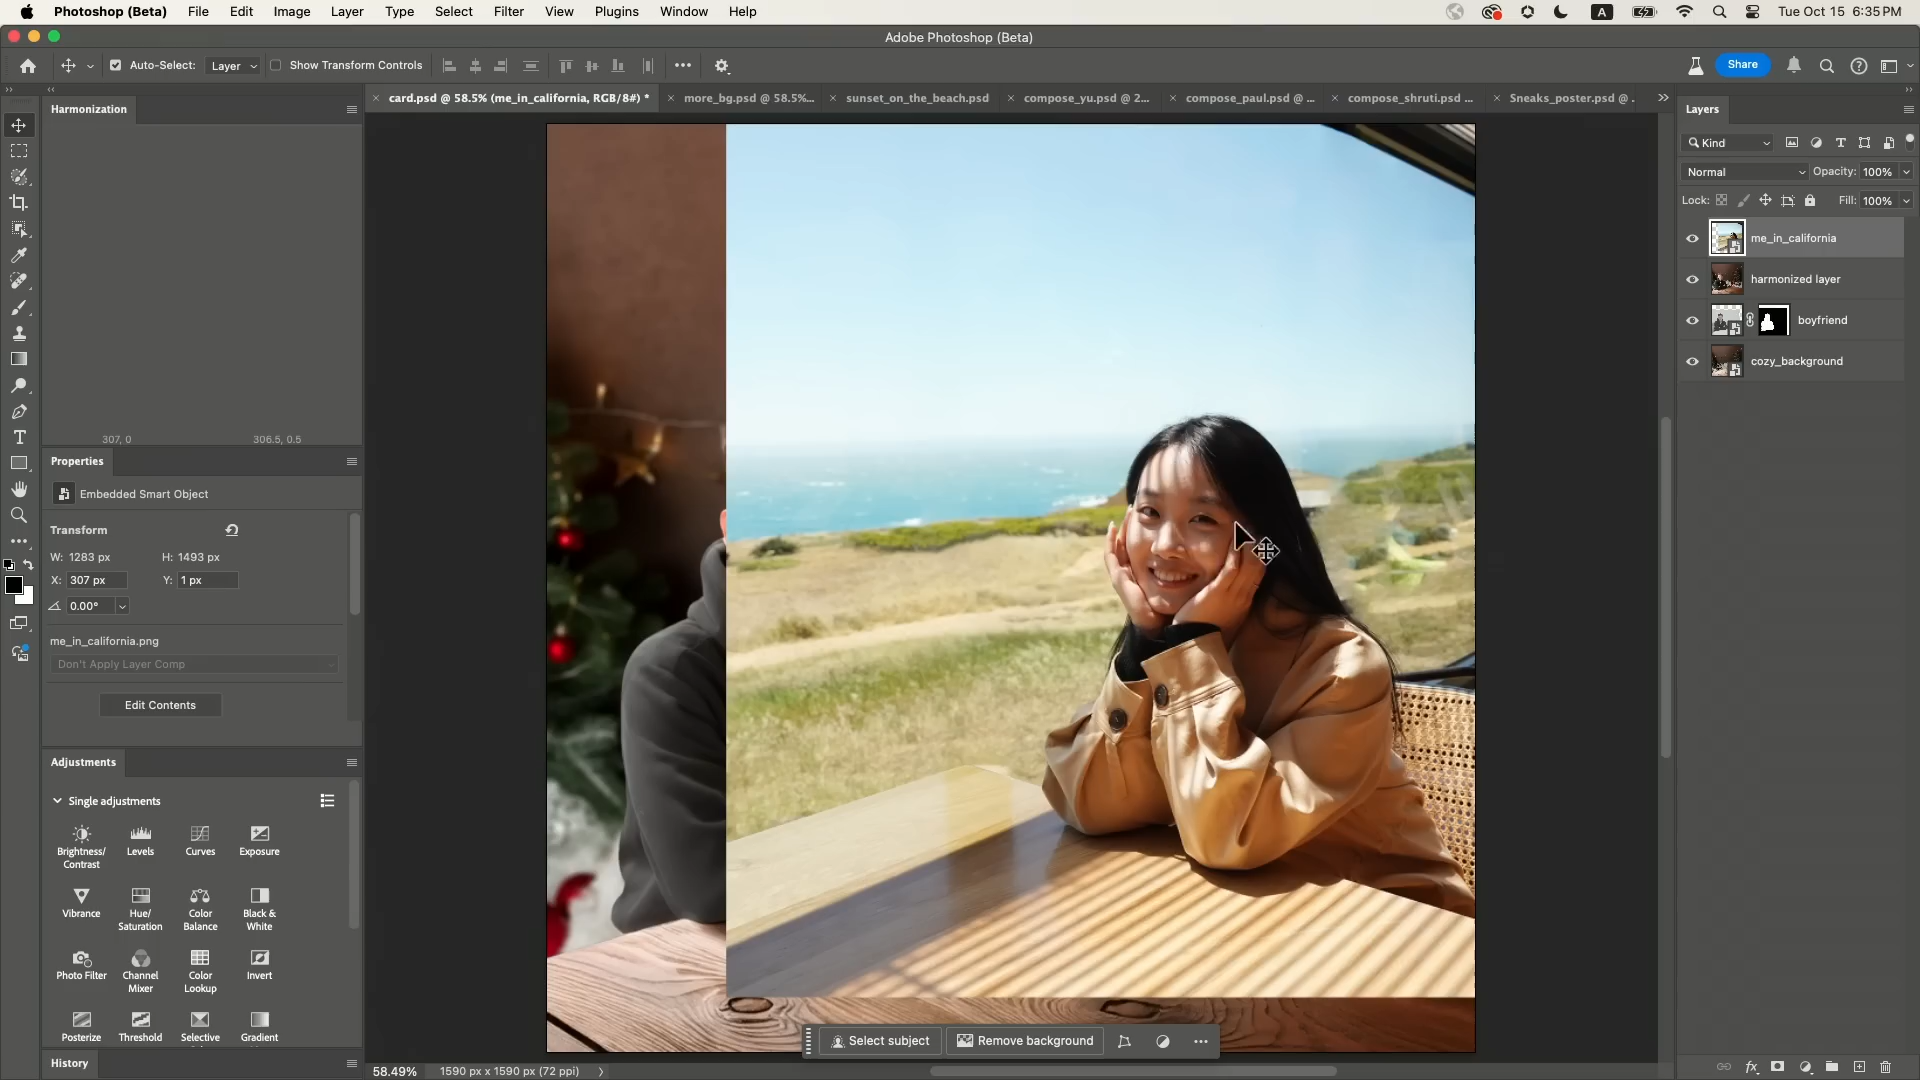 Photoshop (Beta) File Edit Image Layer Type Select Filter View Plugins Window Help A Tue Oct 15 6:35 PM
Adobe Photoshop (Beta)
Auto-Select: Layer Show Transform Controls Share
card.psd @ 58.5% (me_in_california, RGB/8#) * more_bg.psd @ 58.5%... sunset_on_the_beach.psd compose_yu.psd @ 2... compose_paul.psd @ ... compose_shruti.psd ... Sneaks_poster.psd @ .
Harmonization
307, 0 306.5, 0.5
Properties
Embedded Smart Object
Transform
W: 1283 px H: 1493 px
X: 307 px Y: 1 px
0.00°
me_in_california.png
Don't Apply Layer Comp
Edit Contents
Adjustments
Single adjustments
Brightness/
Contrast
Levels
Curves
Exposure
Vibrance
Hue/
Saturation
Color
Balance
Black &
White
Photo Filter
Channel
Mixer
Color
Lookup
Invert
Posterize
Threshold
Selective
Gradient
History
Select subject Remove background
58.49% 1590 px x 1590 px (72 ppi)
Layers
Kind
Normal Opacity: 100%
Lock: Fill: 100%
me_in_california
harmonized layer
boyfriend
cozy_background
fx